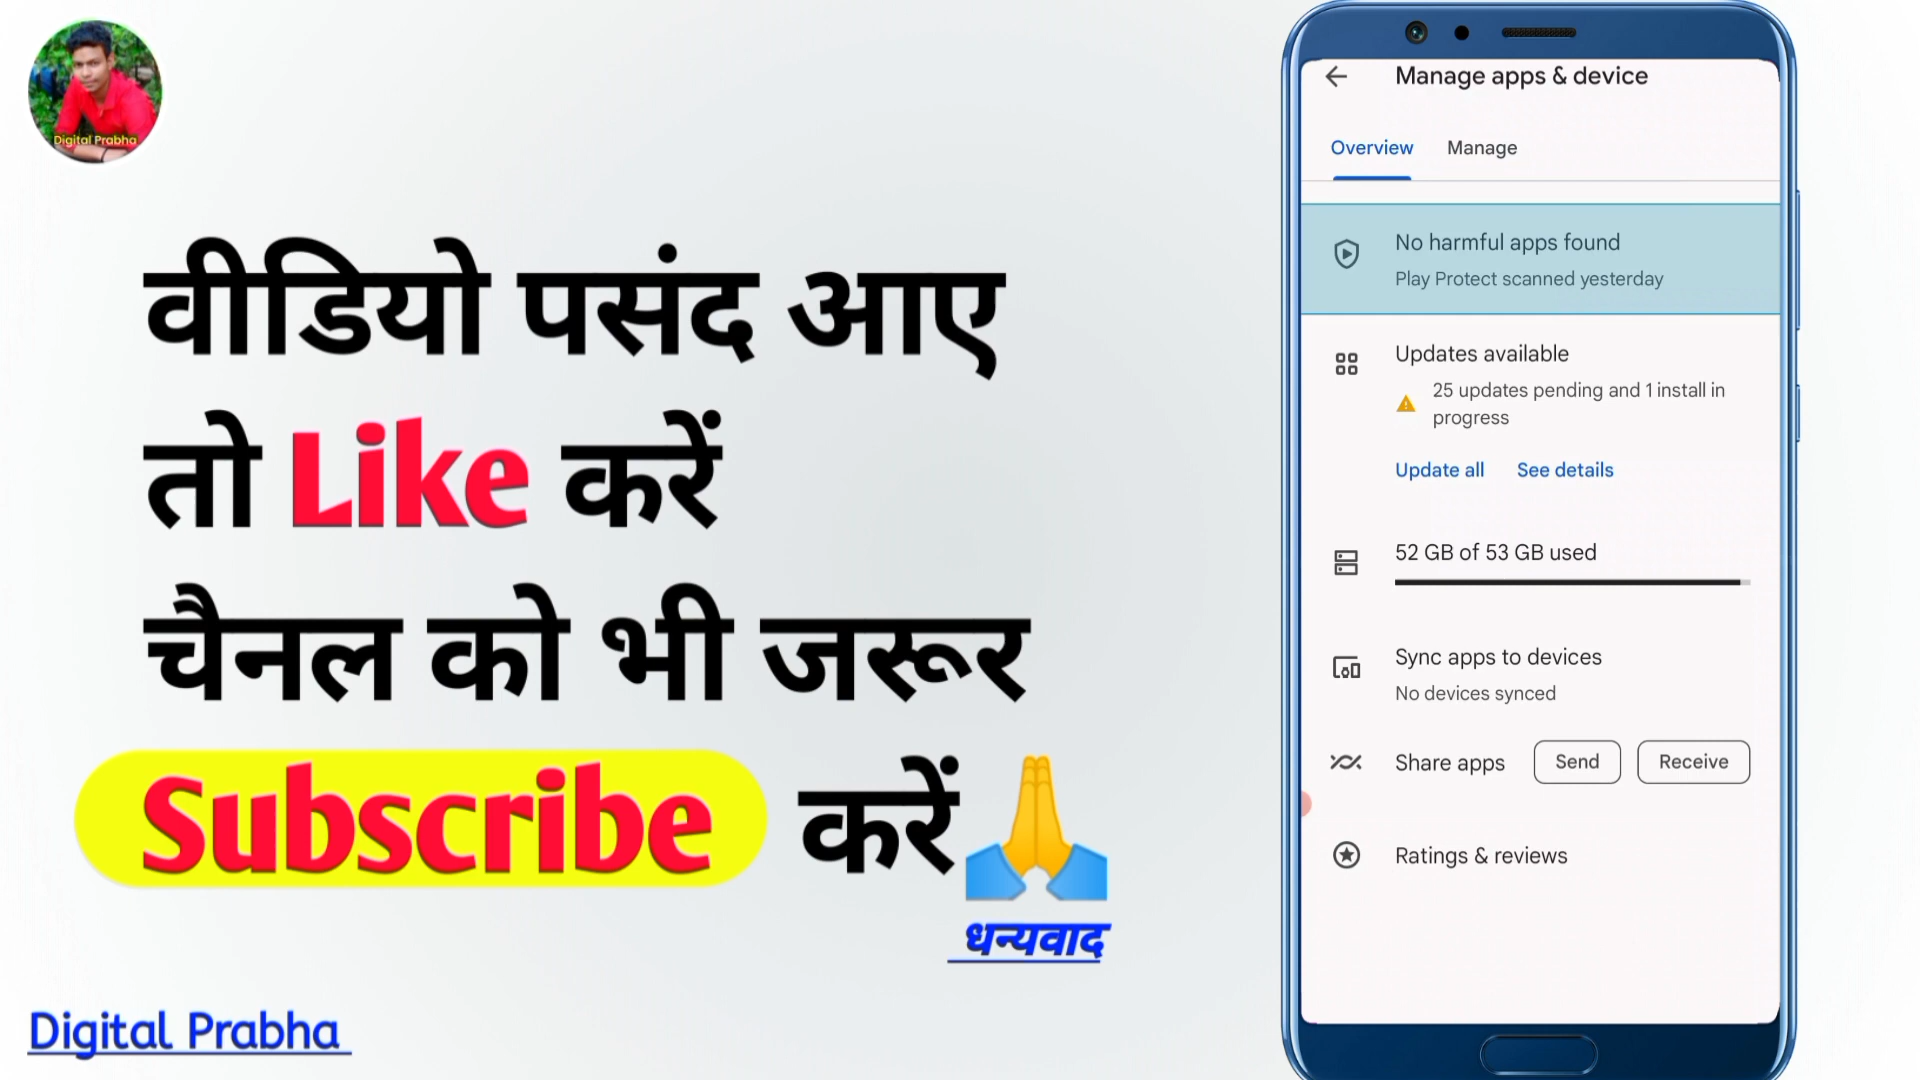 Digital Prabha
वीडियो पसंद आए
तो Like करें
चैनल को भी जरूर
Subscribe करें
धन्यवाद
Digital Prabha
Manage apps & device
Overview Manage
No harmful apps found
Play Protect scanned yesterday
Updates available
25 updates pending and 1 install in
progress
Update all See details
52 GB of 53 GB used
Sync apps to devices
No devices synced
Share apps Send Receive
Ratings & reviews